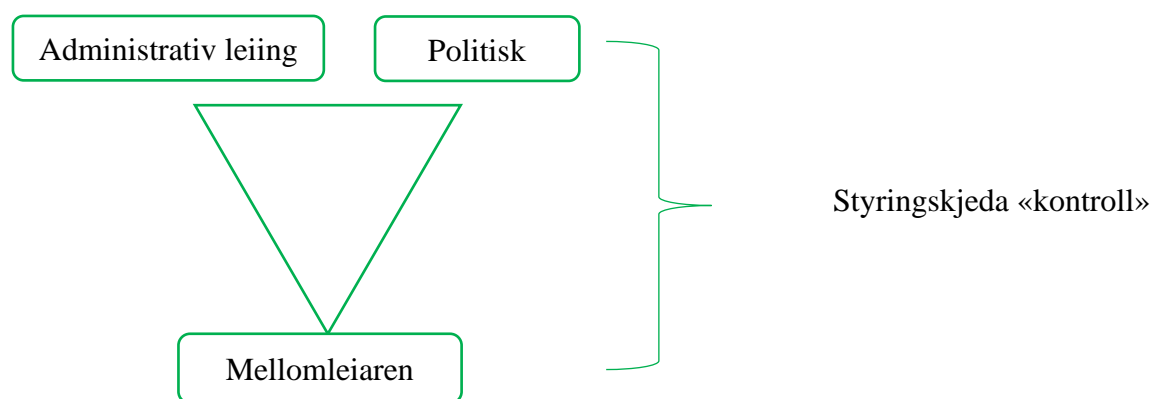 Administrativ leiing
Politisk
Styringskjeda «kontroll»
Mellomleiaren